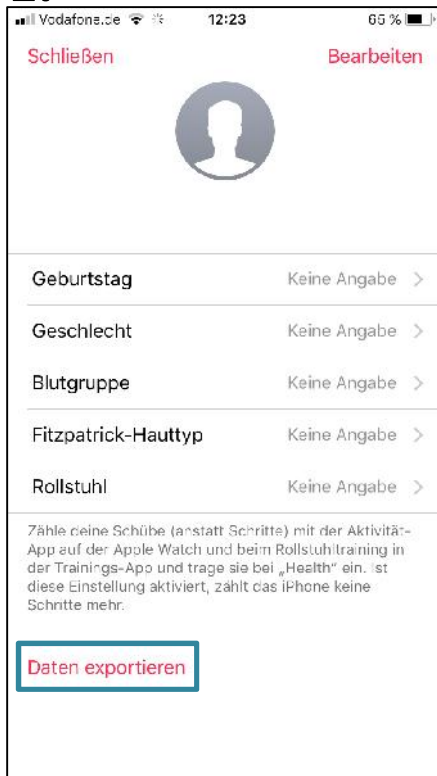 Vodafone.de 12:23 65 %
Schließen Bearbeiten
Geburtstag Keine Angabe
Geschlecht Keine Angabe
Blutgruppe Keine Angabe
Fitzpatrick-Hauttyp Keine Angabe
Rollstuhl Keine Angabe
Zähle deine Schübe (anstatt Schritte) mit der Aktivität-
App auf der Apple Watch und beim Rollstuhltraining in
der Trainings-App und trage sie bei „Health“ ein. Ist
diese Einstellung aktiviert, zählt das iPhone keine
Schritte mehr.
Daten exportieren